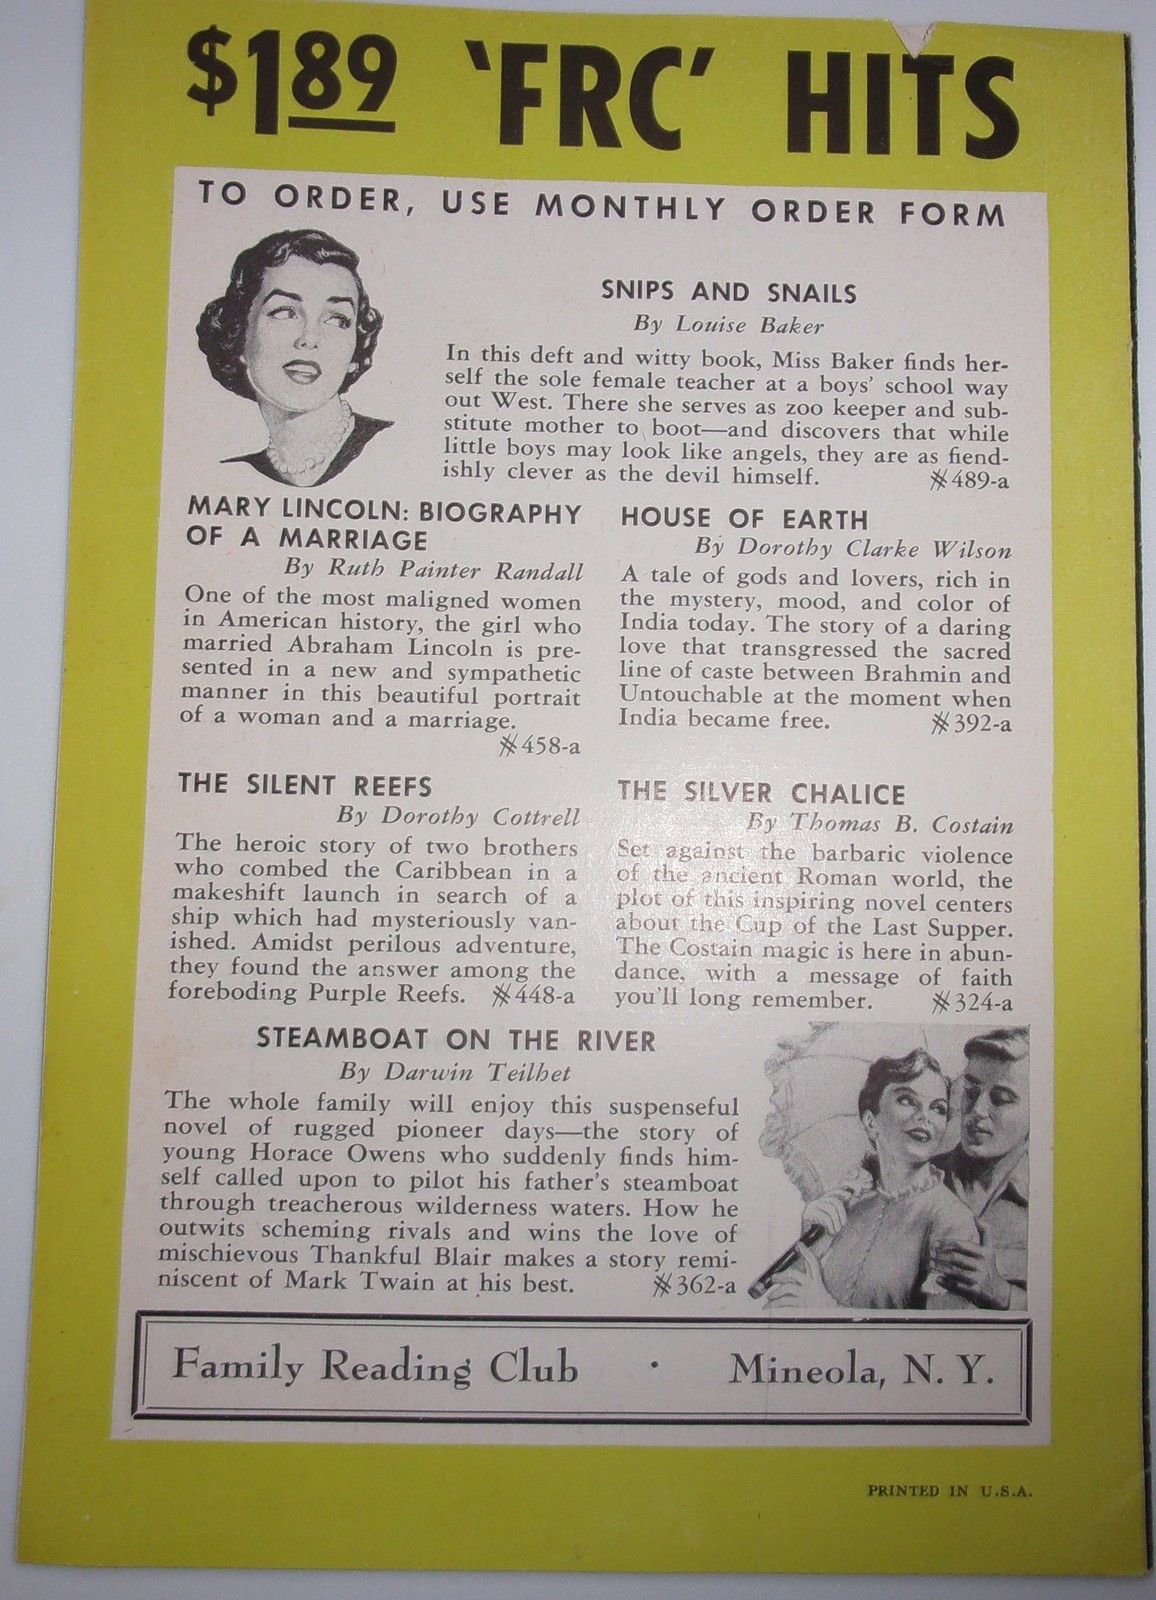 $189 'FRC' HITS
TO ORDER, USE MONTHLY ORDER FORM
SNIPS AND SNAILS
By Louise Baker
In this deft and witty book, Miss Baker finds her-
self the sole female teacher at a boys' school way
out West. There she serves as zoo keeper and sub-
stitute mother to boot—and discovers that while
little boys may look like angels, they are as fiend-
ishly clever as the devil himself. #489-a
MARY LINCOLN: BIOGRAPHY
OF A MARRIAGE
By Ruth Painter Randall
One of the most maligned women
in American history, the girl who
married Abraham Lincoln is pre-
sented in a new and sympathetic
manner in this beautiful portrait
of a woman and a marriage.
#458-a
HOUSE OF EARTH
By Dorothy Clarke Wilson
A tale of gods and lovers, rich in
the mystery, mood, and color of
India today. The story of a daring
love that transgressed the sacred
line of caste between Brahmin and
Untouchable at the moment when
India became free. #392-a
THE SILENT REEFS
By Dorothy Cottrell
The heroic story of two brothers
who combed the Caribbean in a
makeshift launch in search of a
ship which had mysteriously van-
ished. Amidst perilous adventure,
they found the answer among the
foreboding Purple Reefs. #448-a
THE SILVER CHALICE
By Thomas B. Costain
Set against the barbaric violence
of the ancient Roman world, the
plot of this inspiring novel centers
about the Cup of the Last Supper.
The Costain magic is here in abun-
dance, with a message of faith
you'll long remember. #324-a
STEAMBOAT ON THE RIVER
By Darwin Teilhet
The whole family will enjoy this suspenseful
novel of rugged pioneer days—the story of
young Horace Owens who suddenly finds him-
self called upon to pilot his father's steamboat
through treacherous wilderness waters. How he
outwits scheming rivals and wins the love of
mischievous Thankful Blair makes a story remi-
niscent of Mark Twain at his best. #362-a
Family Reading Club · Mineola, N. Y.
PRINTED IN U.S.A.